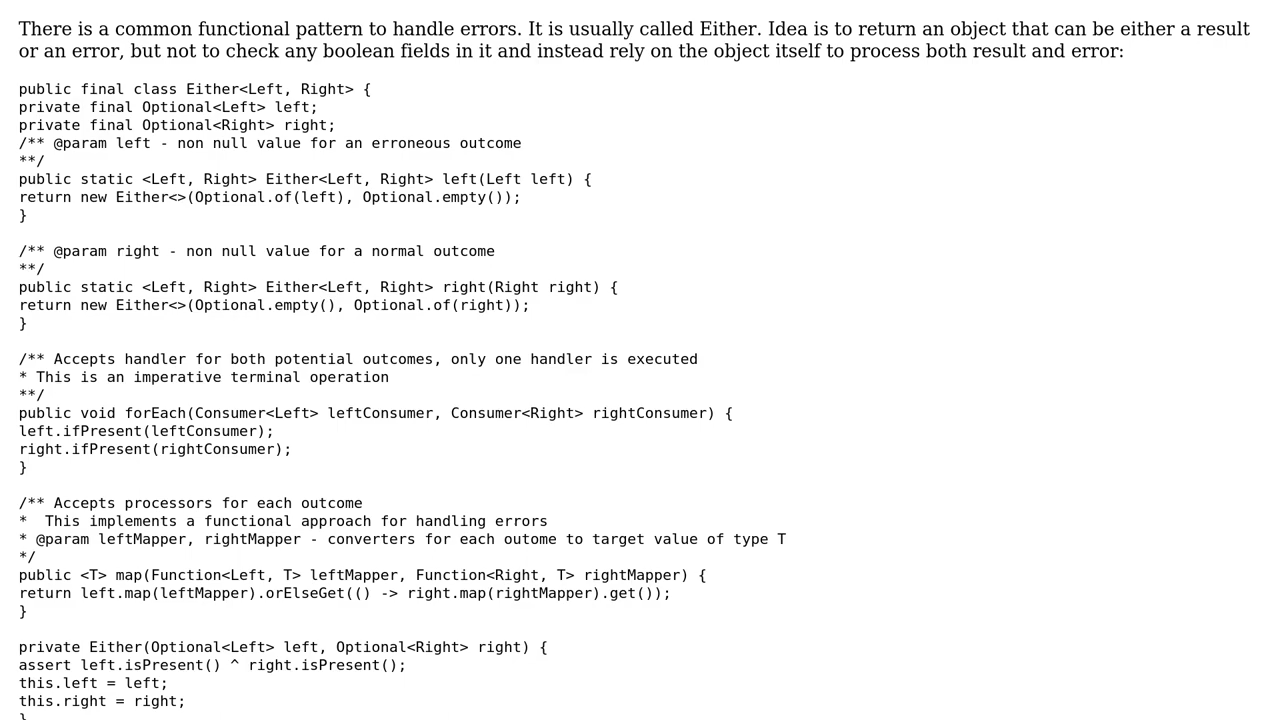 There is a common functional pattern to handle errors. It is usually called Either. Idea is to return an object that can be either a result
or an error, but not to check any boolean fields in it and instead rely on the object itself to process both result and error:
public final class Either<Left, Right> {
private final Optional<Left> left;
private final Optional<Right> right;
/** @param left - non null value for an erroneous outcome
**/
public static <Left, Right> Either<Left, Right> left(Left left) {
return new Either<>(Optional.of(left), Optional.empty());
}
/** @param right - non null value for a normal outcome
**/
public static <Left, Right> Either<Left, Right> right(Right right) {
return new Either<>(Optional.empty(), Optional.of(right));
}
/** Accepts handler for both potential outcomes, only one handler is executed
* This is an imperative terminal operation
**/
public void forEach(Consumer<Left> leftConsumer, Consumer<Right> rightConsumer) {
left.ifPresent(leftConsumer);
right.ifPresent(rightConsumer);
}
/** Accepts processors for each outcome
*  This implements a functional approach for handling errors
* @param leftMapper, rightMapper - converters for each outome to target value of type T
*/
public <T> map(Function<Left, T> leftMapper, Function<Right, T> rightMapper) {
return left.map(leftMapper).orElseGet(() -> right.map(rightMapper).get());
}
private Either(Optional<Left> left, Optional<Right> right) {
assert left.isPresent() ^ right.isPresent();
this.left = left;
this.right = right;
}